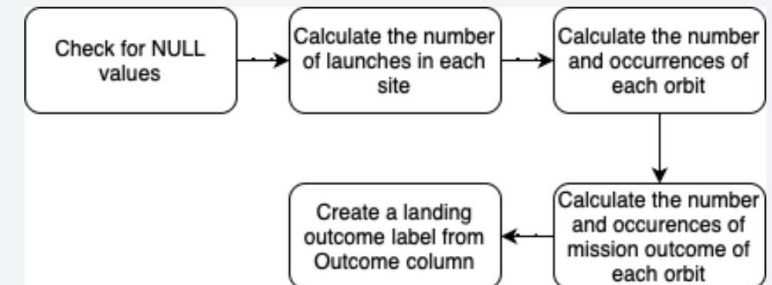 Check for NULL
values
Calculate the number
of launches in each
site
Calculate the number
and occurrences of
each orbit
Calculate the number
and occurences of
mission outcome of
each orbit
Create a landing
outcome label from
Outcome column